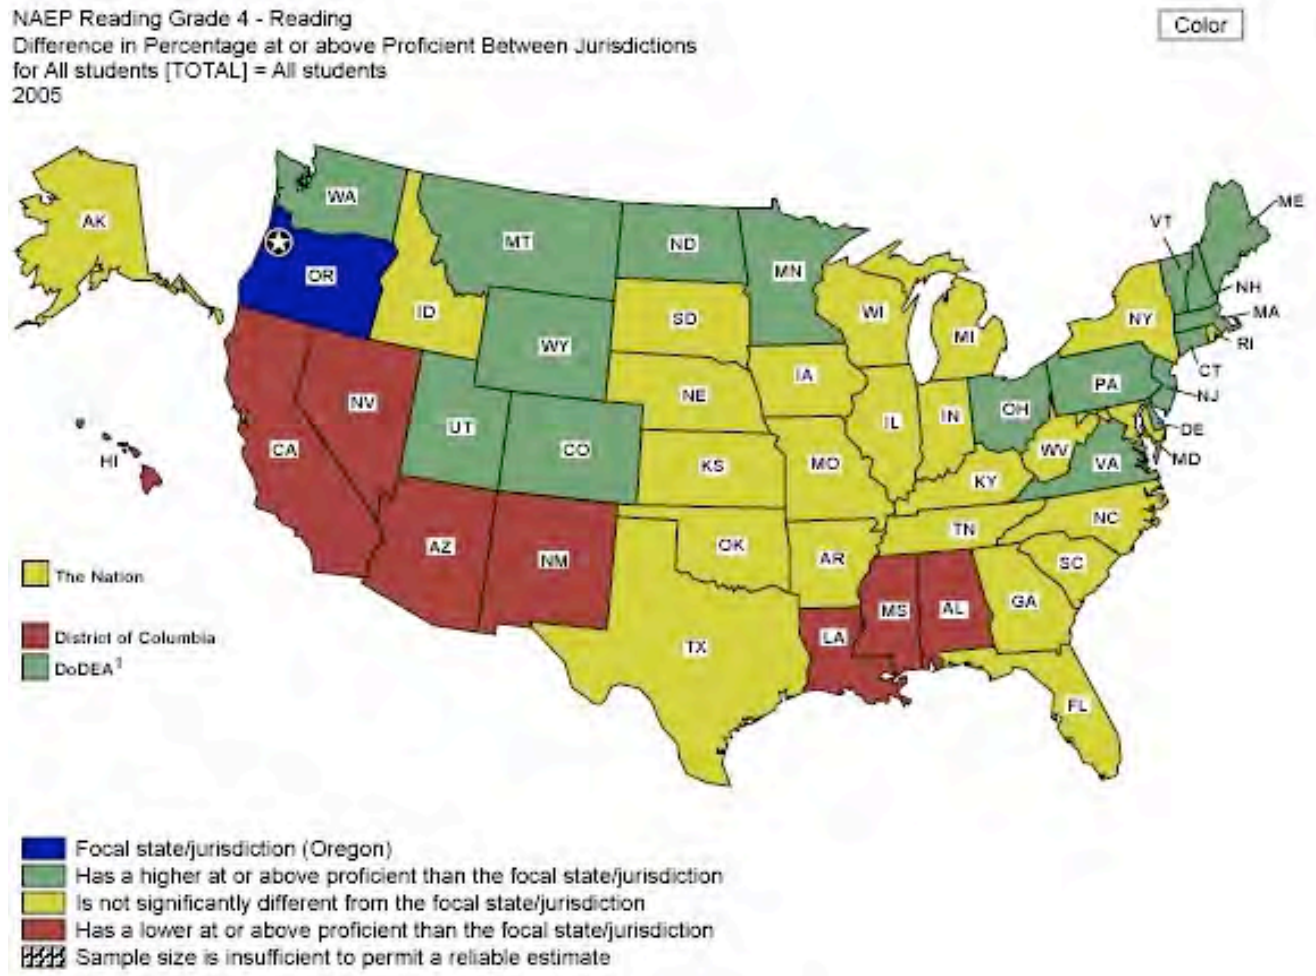 NAEP Reading Grade 4 - Reading
Difference in Percentage at or above Proficient Between Jurisdictions
for All students [TOTAL] = All students
2005
Color
AK
WA
OR
MT
ID
ND
MN
VT
ME
NH
MA
RI
CT
NJ
DE
MD
NY
WI
MI
SD
WY
IA
PA
NE
NV
UT
CO
IL
IN
OH
WV
VA
CA
HI
KS
MO
KY
NC
TN
AZ
NM
OK
AR
SC
GA
MS
AL
LA
TX
FL
The Nation
District of Columbia
DoDEA¹
Focal state/jurisdiction (Oregon)
Has a higher at or above proficient than the focal state/jurisdiction
Is not significantly different from the focal state/jurisdiction
Has a lower at or above proficient than the focal state/jurisdiction
Sample size is insufficient to permit a reliable estimate